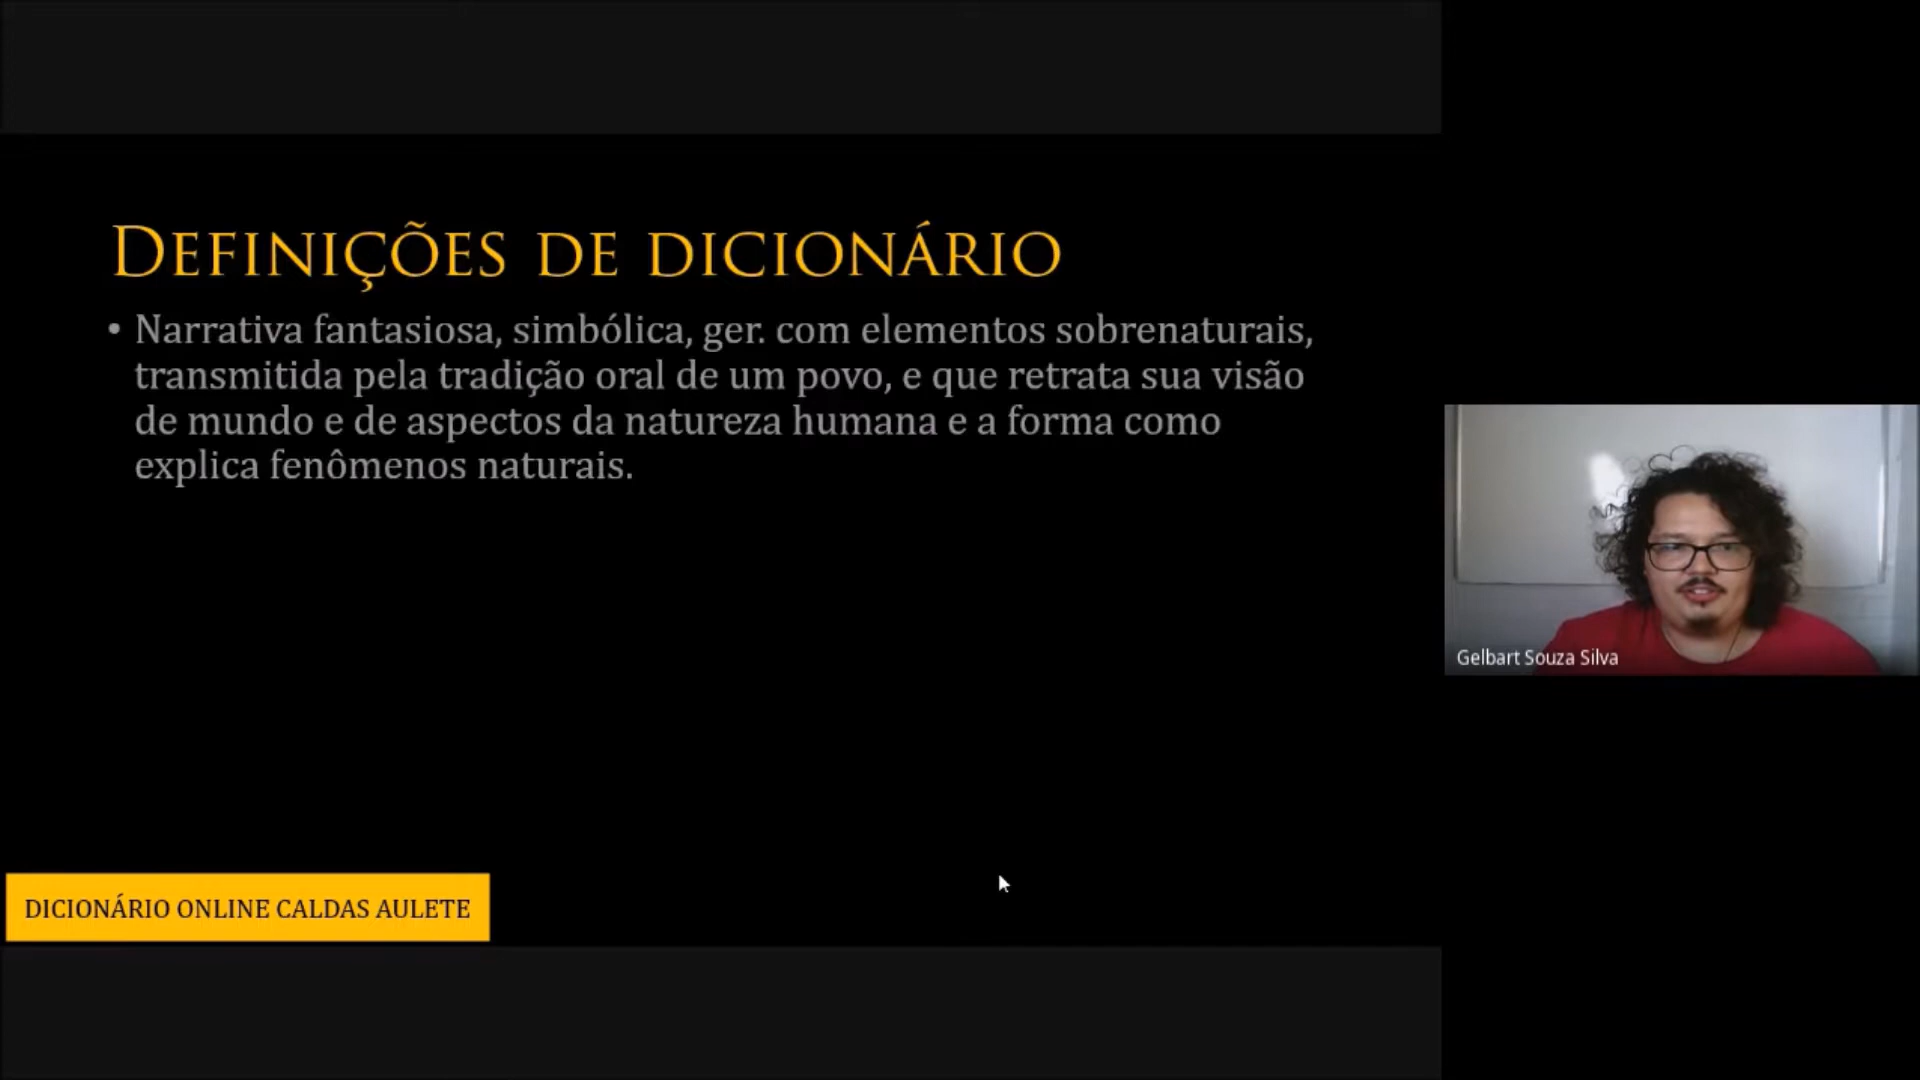 DEFINIÇÕES DE DICIONÁRIO
• Narrativa fantasiosa, simbólica, ger. com elementos sobrenaturais,
transmitida pela tradição oral de um povo, e que retrata sua visão
de mundo e de aspectos da natureza humana e a forma como
explica fenômenos naturais.
Gelbart Souza Silva
DICIONÁRIO ONLINE CALDAS AULETE